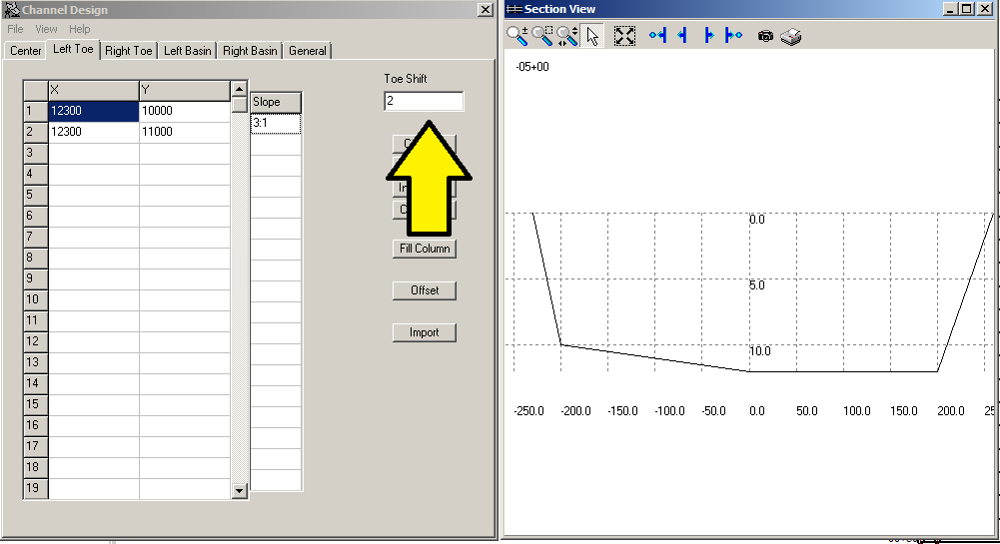 Channel Design
File View Help
Center Left Toe Right Toe Left Basin Right Basin General
X Y
Slope
1 12300 10000
2 12300 11000
3:1
3
4
5
6
7
8
9
10
11
12
13
14
15
16
17
18
19
Toe Shift
2
Fill Column
Offset
Import
Section View
-05+00
0.0
5.0
10.0
-250.0 -200.0 -150.0 -100.0 -50.0 0.0 50.0 100.0 150.0 200.0